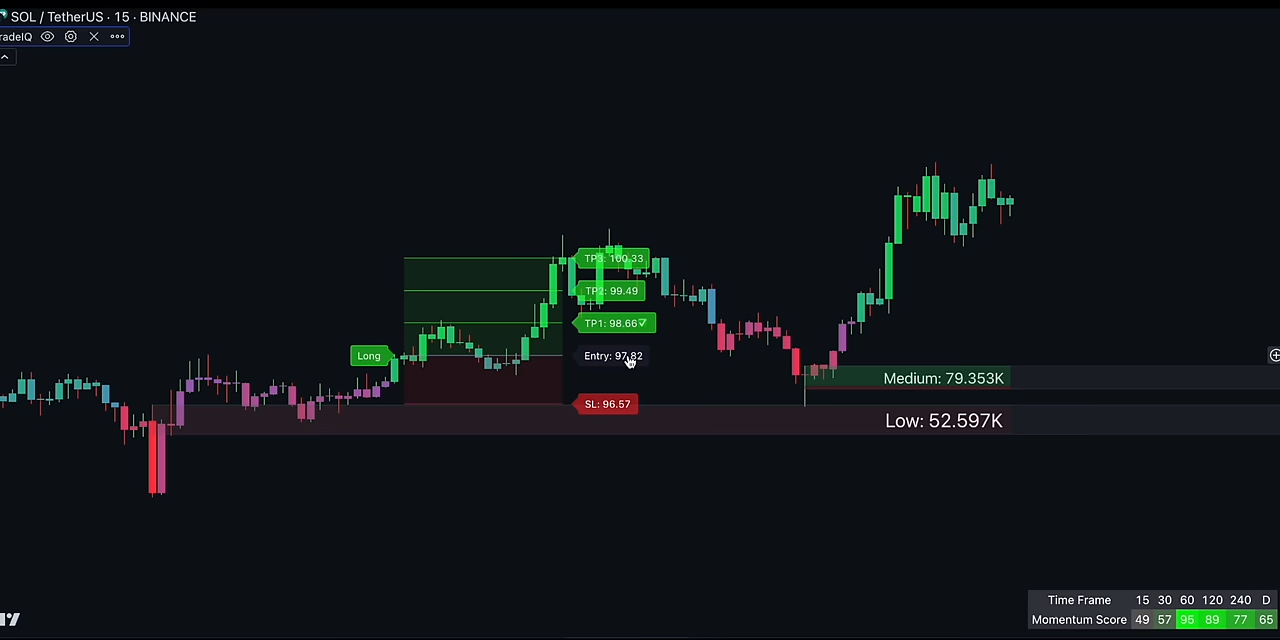 SOL / TetherUS · 15 · BINANCE
radeIQ
TP3: 100.33
TP2: 99.49
TP1: 98.66
Long
Entry: 97.82
Medium: 79.353K
SL: 96.57
Low: 52.597K
Time Frame 15 30 60 120 240 D
Momentum Score 49 57 95 89 77 65